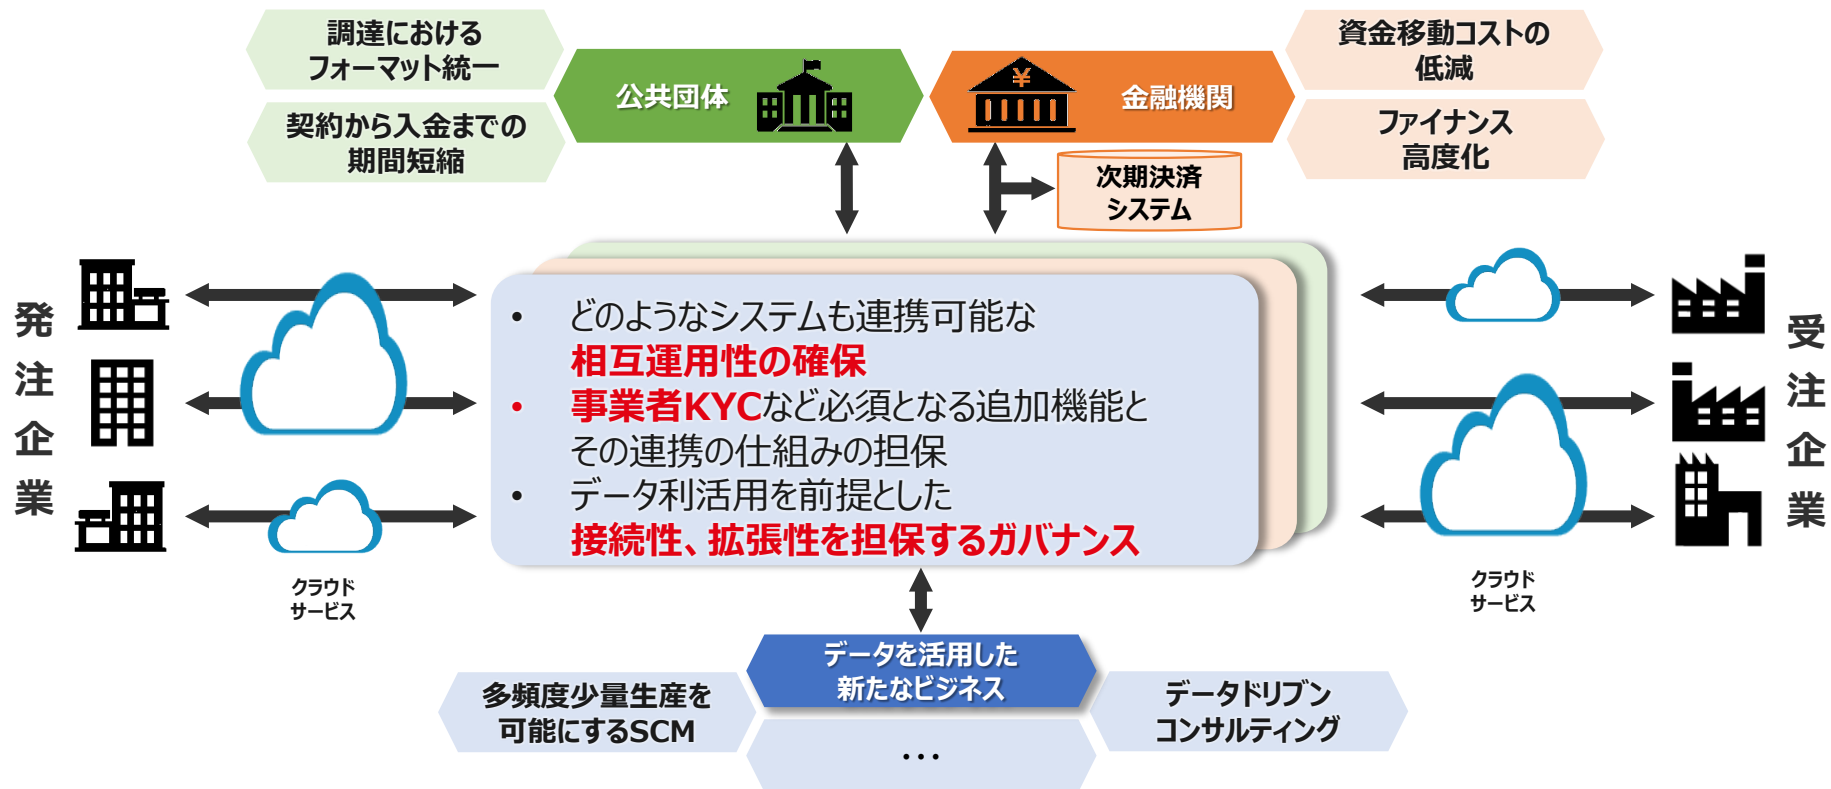 調達における
フォーマット統一
契約から入金までの
期間短縮
公共団体
¥
金融機関
資金移動コストの
低減
ファイナンス
高度化
次期決済
システム
発注企業
• どのようなシステムも連携可能な
相互運用性の確保
• 事業者KYCなど必須となる追加機能と
その連携の仕組みの担保
• データ利活用を前提とした
接続性、拡張性を担保するガバナンス
受注企業
クラウド
サービス
クラウド
サービス
データを活用した
新たなビジネス
多頻度少量生産を
可能にするSCM
・・・
データドリブン
コンサルティング